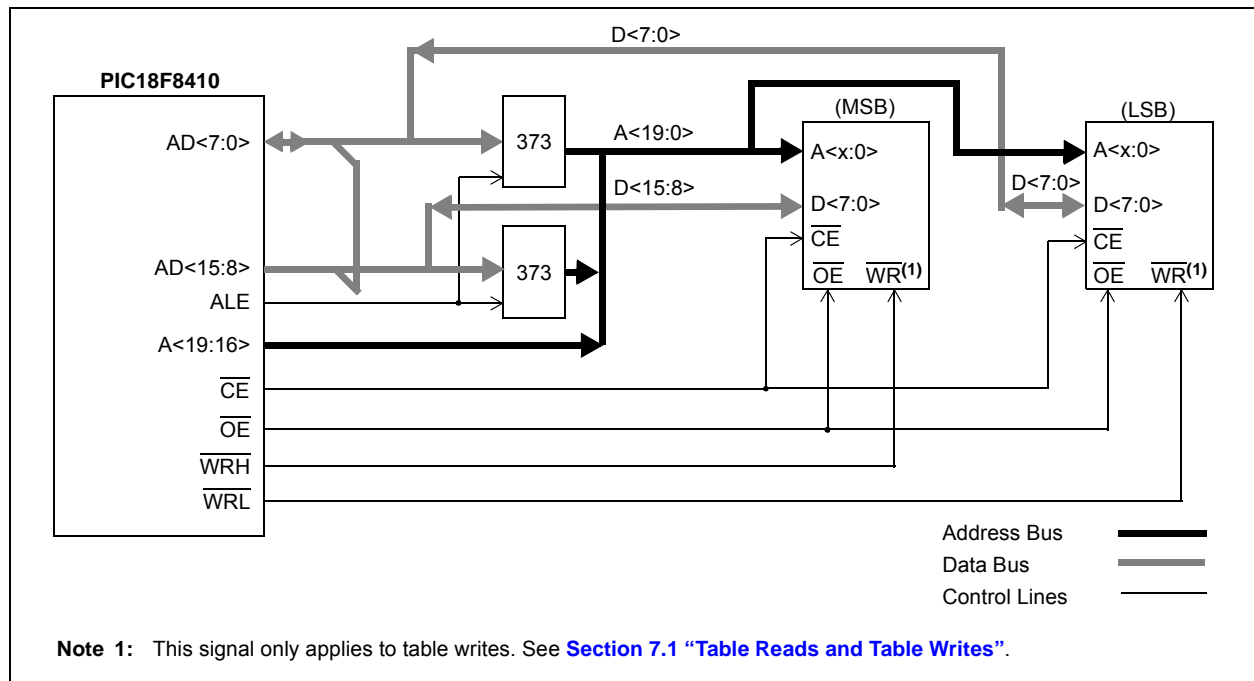 D<7:0>
PIC18F8410
AD<7:0>
373
A<19:0>
(MSB)
A<x:0>
(LSB)
A<x:0>
D<15:8>
D<7:0>
D<7:0>
D<7:0>
CE
CE
AD<15:8>
373
OE WR(1)
OE WR(1)
ALE
A<19:16>
CE
OE
WRH
WRL
Address Bus
Data Bus
Control Lines
Note 1: This signal only applies to table writes. See Section 7.1 “Table Reads and Table Writes”.